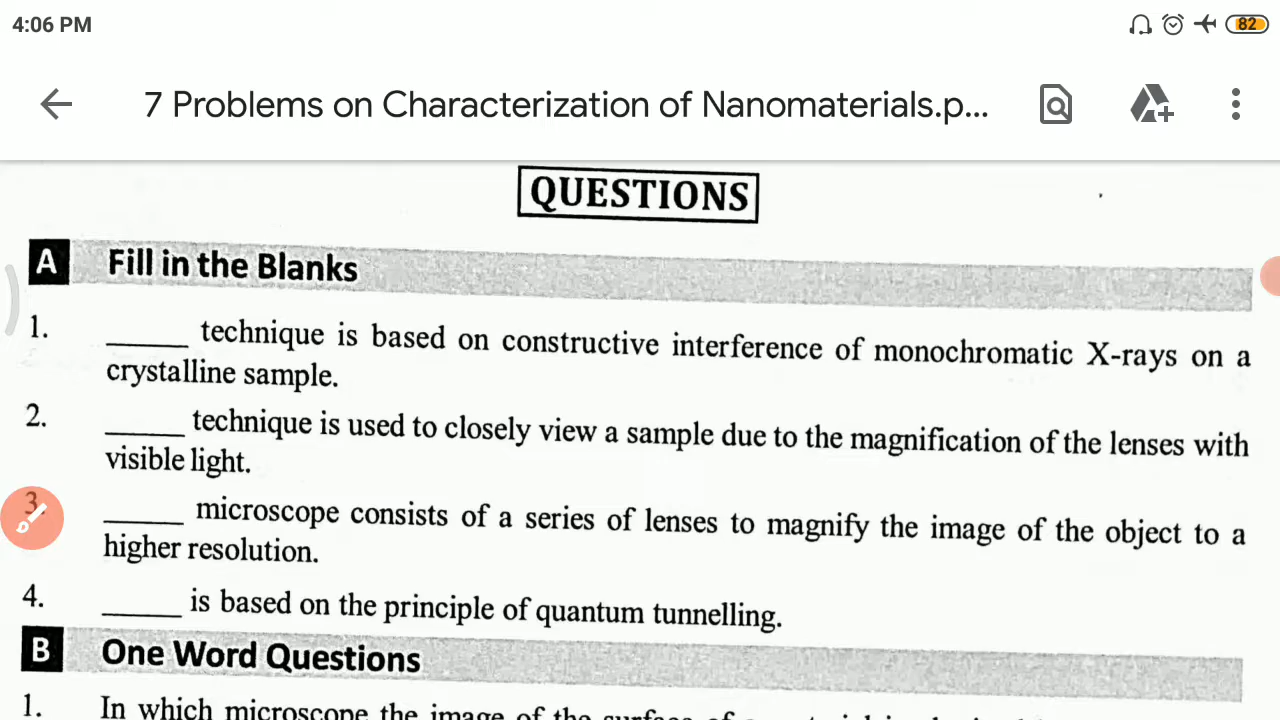 4:06 PM
82
7 Problems on Characterization of Nanomaterials.p...
QUESTIONS
A Fill in the Blanks
1. _____ technique is based on constructive interference of monochromatic X-rays on a
crystalline sample.
2. _____ technique is used to closely view a sample due to the magnification of the lenses with
visible light.
3. _____ microscope consists of a series of lenses to magnify the image of the object to a
higher resolution.
4. _____ is based on the principle of quantum tunnelling.
B One Word Questions
1. In which microscope the image of the surface of a